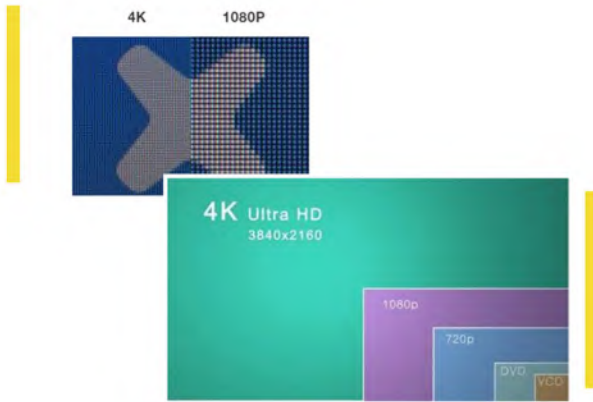 4K 1080P
4K Ultra HD
3840x2160
1080p
720p
DVD
VCD